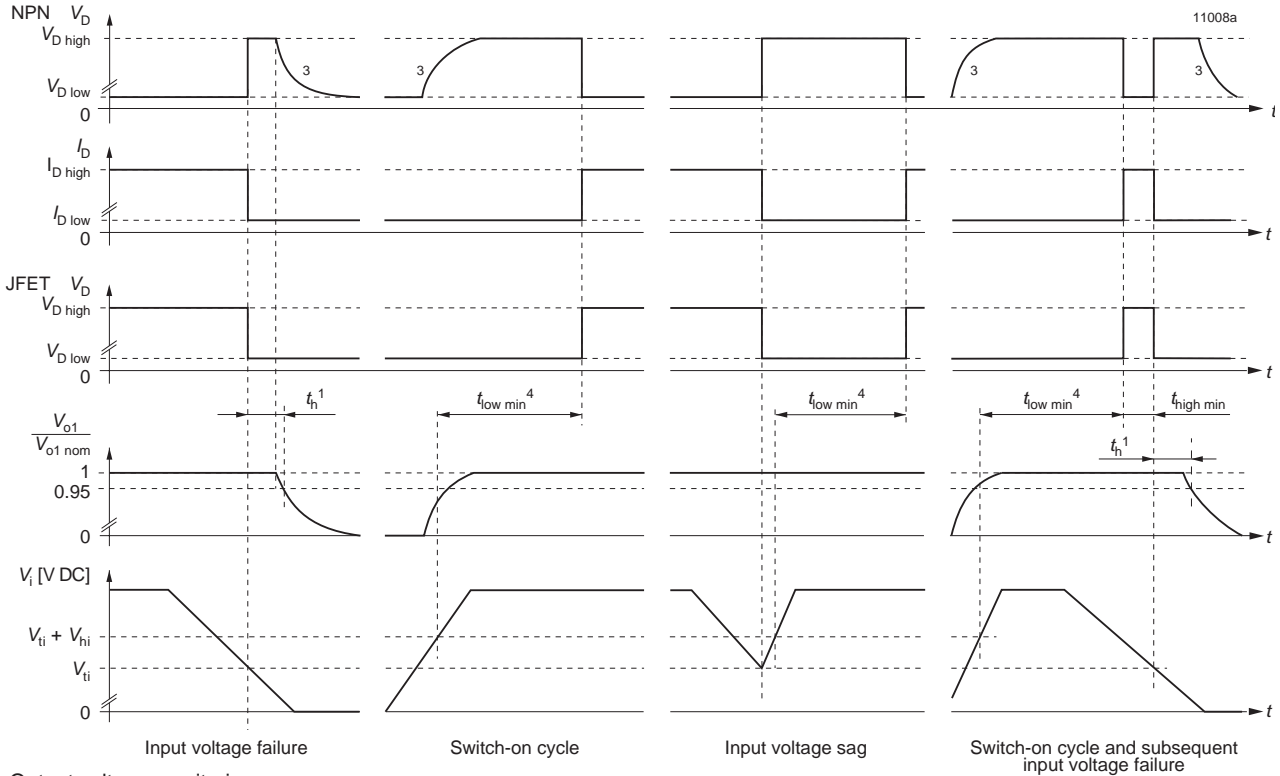 NPN V_D
11008a
V_D high
3 3 3 3
V_D low
0
t
I_D
I_D high
I_D low
0
t
JFET V_D
V_D high
V_D low
0
t
t_h^1 t_low min^4 t_low min^4 t_low min^4 t_high min
V_o1
V_o1 nom
t_h^1
1
0.95
0
t
V_i [V DC]
V_ti + V_hi
V_ti
0
t
Input voltage failure Switch-on cycle Input voltage sag Switch-on cycle and subsequent
input voltage failure